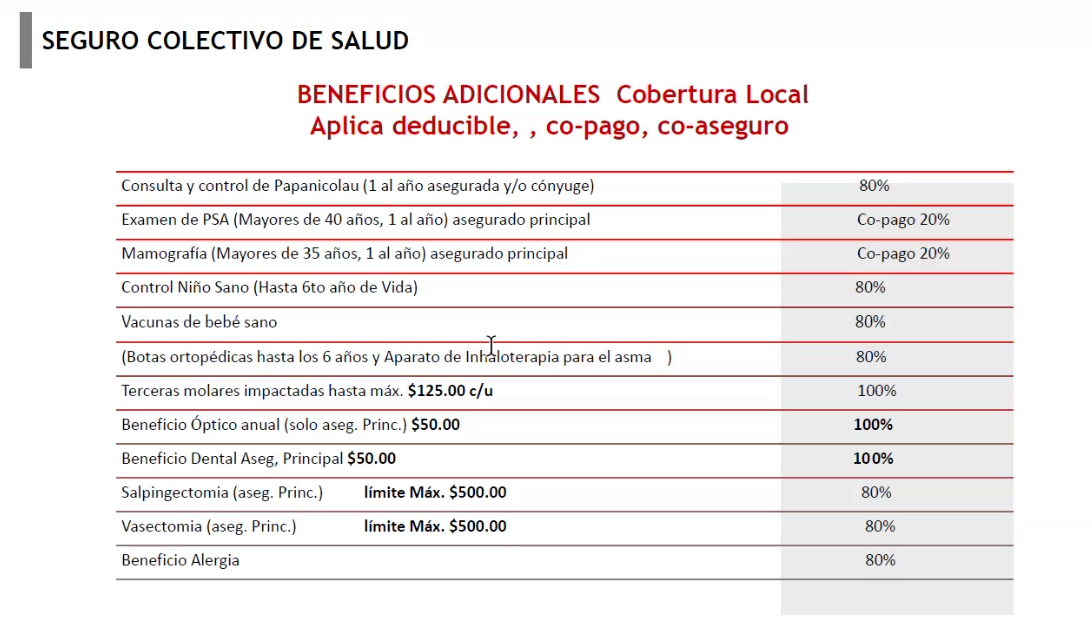 SEGURO COLECTIVO DE SALUD
BENEFICIOS ADICIONALES Cobertura Local
Aplica deducible, , co-pago, co-aseguro
Consulta y control de Papanicolau (1 al año asegurada y/o cónyuge) 80%
Examen de PSA (Mayores de 40 años, 1 al año) asegurado principal Co-pago 20%
Mamografía (Mayores de 35 años, 1 al año) asegurado principal Co-pago 20%
Control Niño Sano (Hasta 6to año de Vida) 80%
Vacunas de bebé sano 80%
(Botas ortopédicas hasta los 6 años y Aparato de Inhaloterapia para el asma ) 80%
Terceras molares impactadas hasta máx. $125.00 c/u 100%
Beneficio Óptico anual (solo aseg. Princ.) $50.00 100%
Beneficio Dental Aseg, Principal $50.00 100%
Salpingectomia (aseg. Princ.) límite Máx. $500.00 80%
Vasectomia (aseg. Princ.) límite Máx. $500.00 80%
Beneficio Alergia 80%